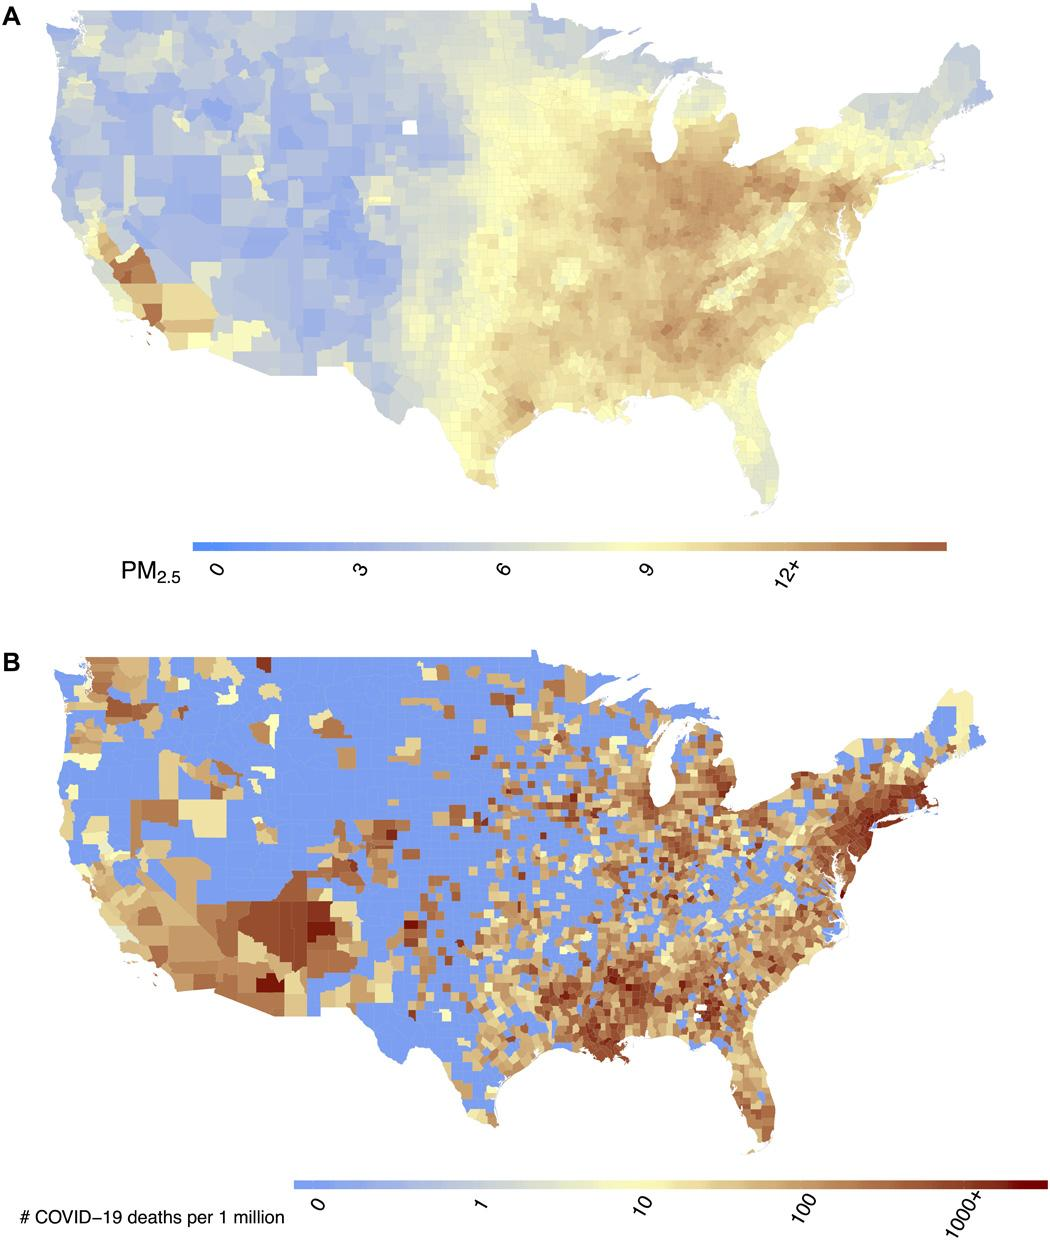 A
PM2.5
0 3 6 9 12+
B
# COVID−19 deaths per 1 million
0 1 10 100 1000+